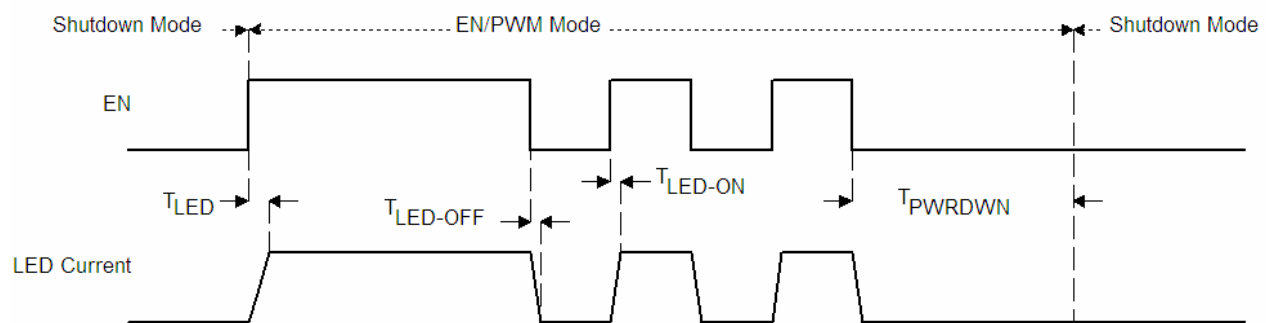 Shutdown Mode
EN/PWM Mode
Shutdown Mode
EN
TLED
TLED-OFF
TLED-ON
TPWRDWN
LED Current